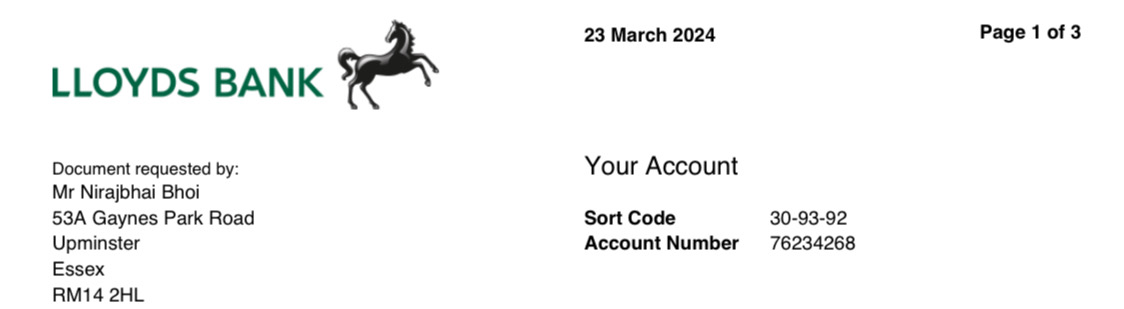 LLOYDS BANK
23 March 2024
Page 1 of 3
Document requested by:
Mr Nirajbhai Bhoi
53A Gaynes Park Road
Upminster
Essex
RM14 2HL
Your Account
Sort Code 30-93-92
Account Number 76234268